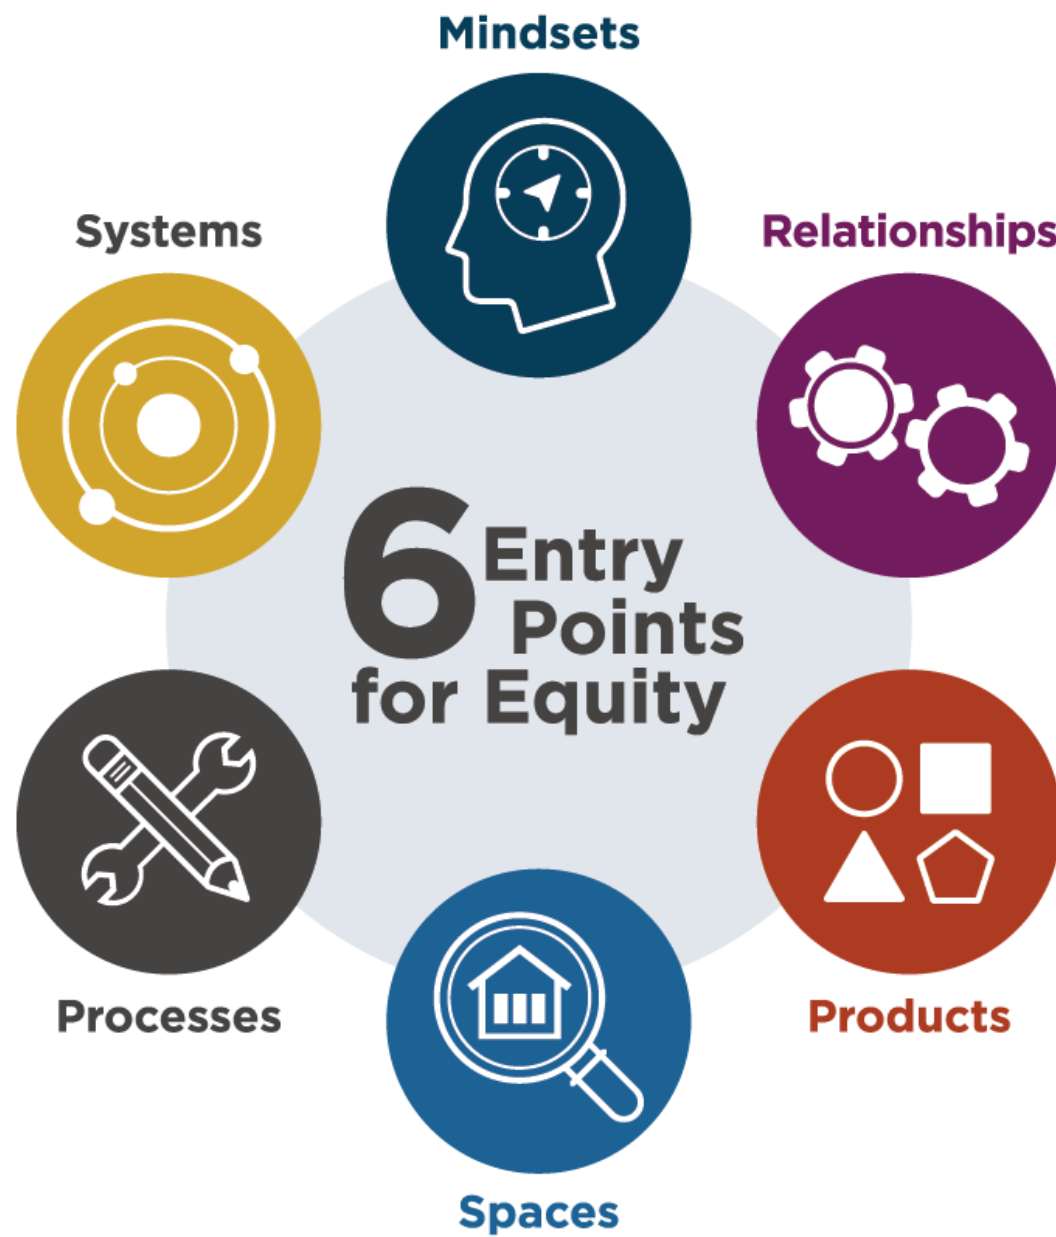 Mindsets
Systems
Relationships
6 Entry
Points
for Equity
Processes
Products
Spaces